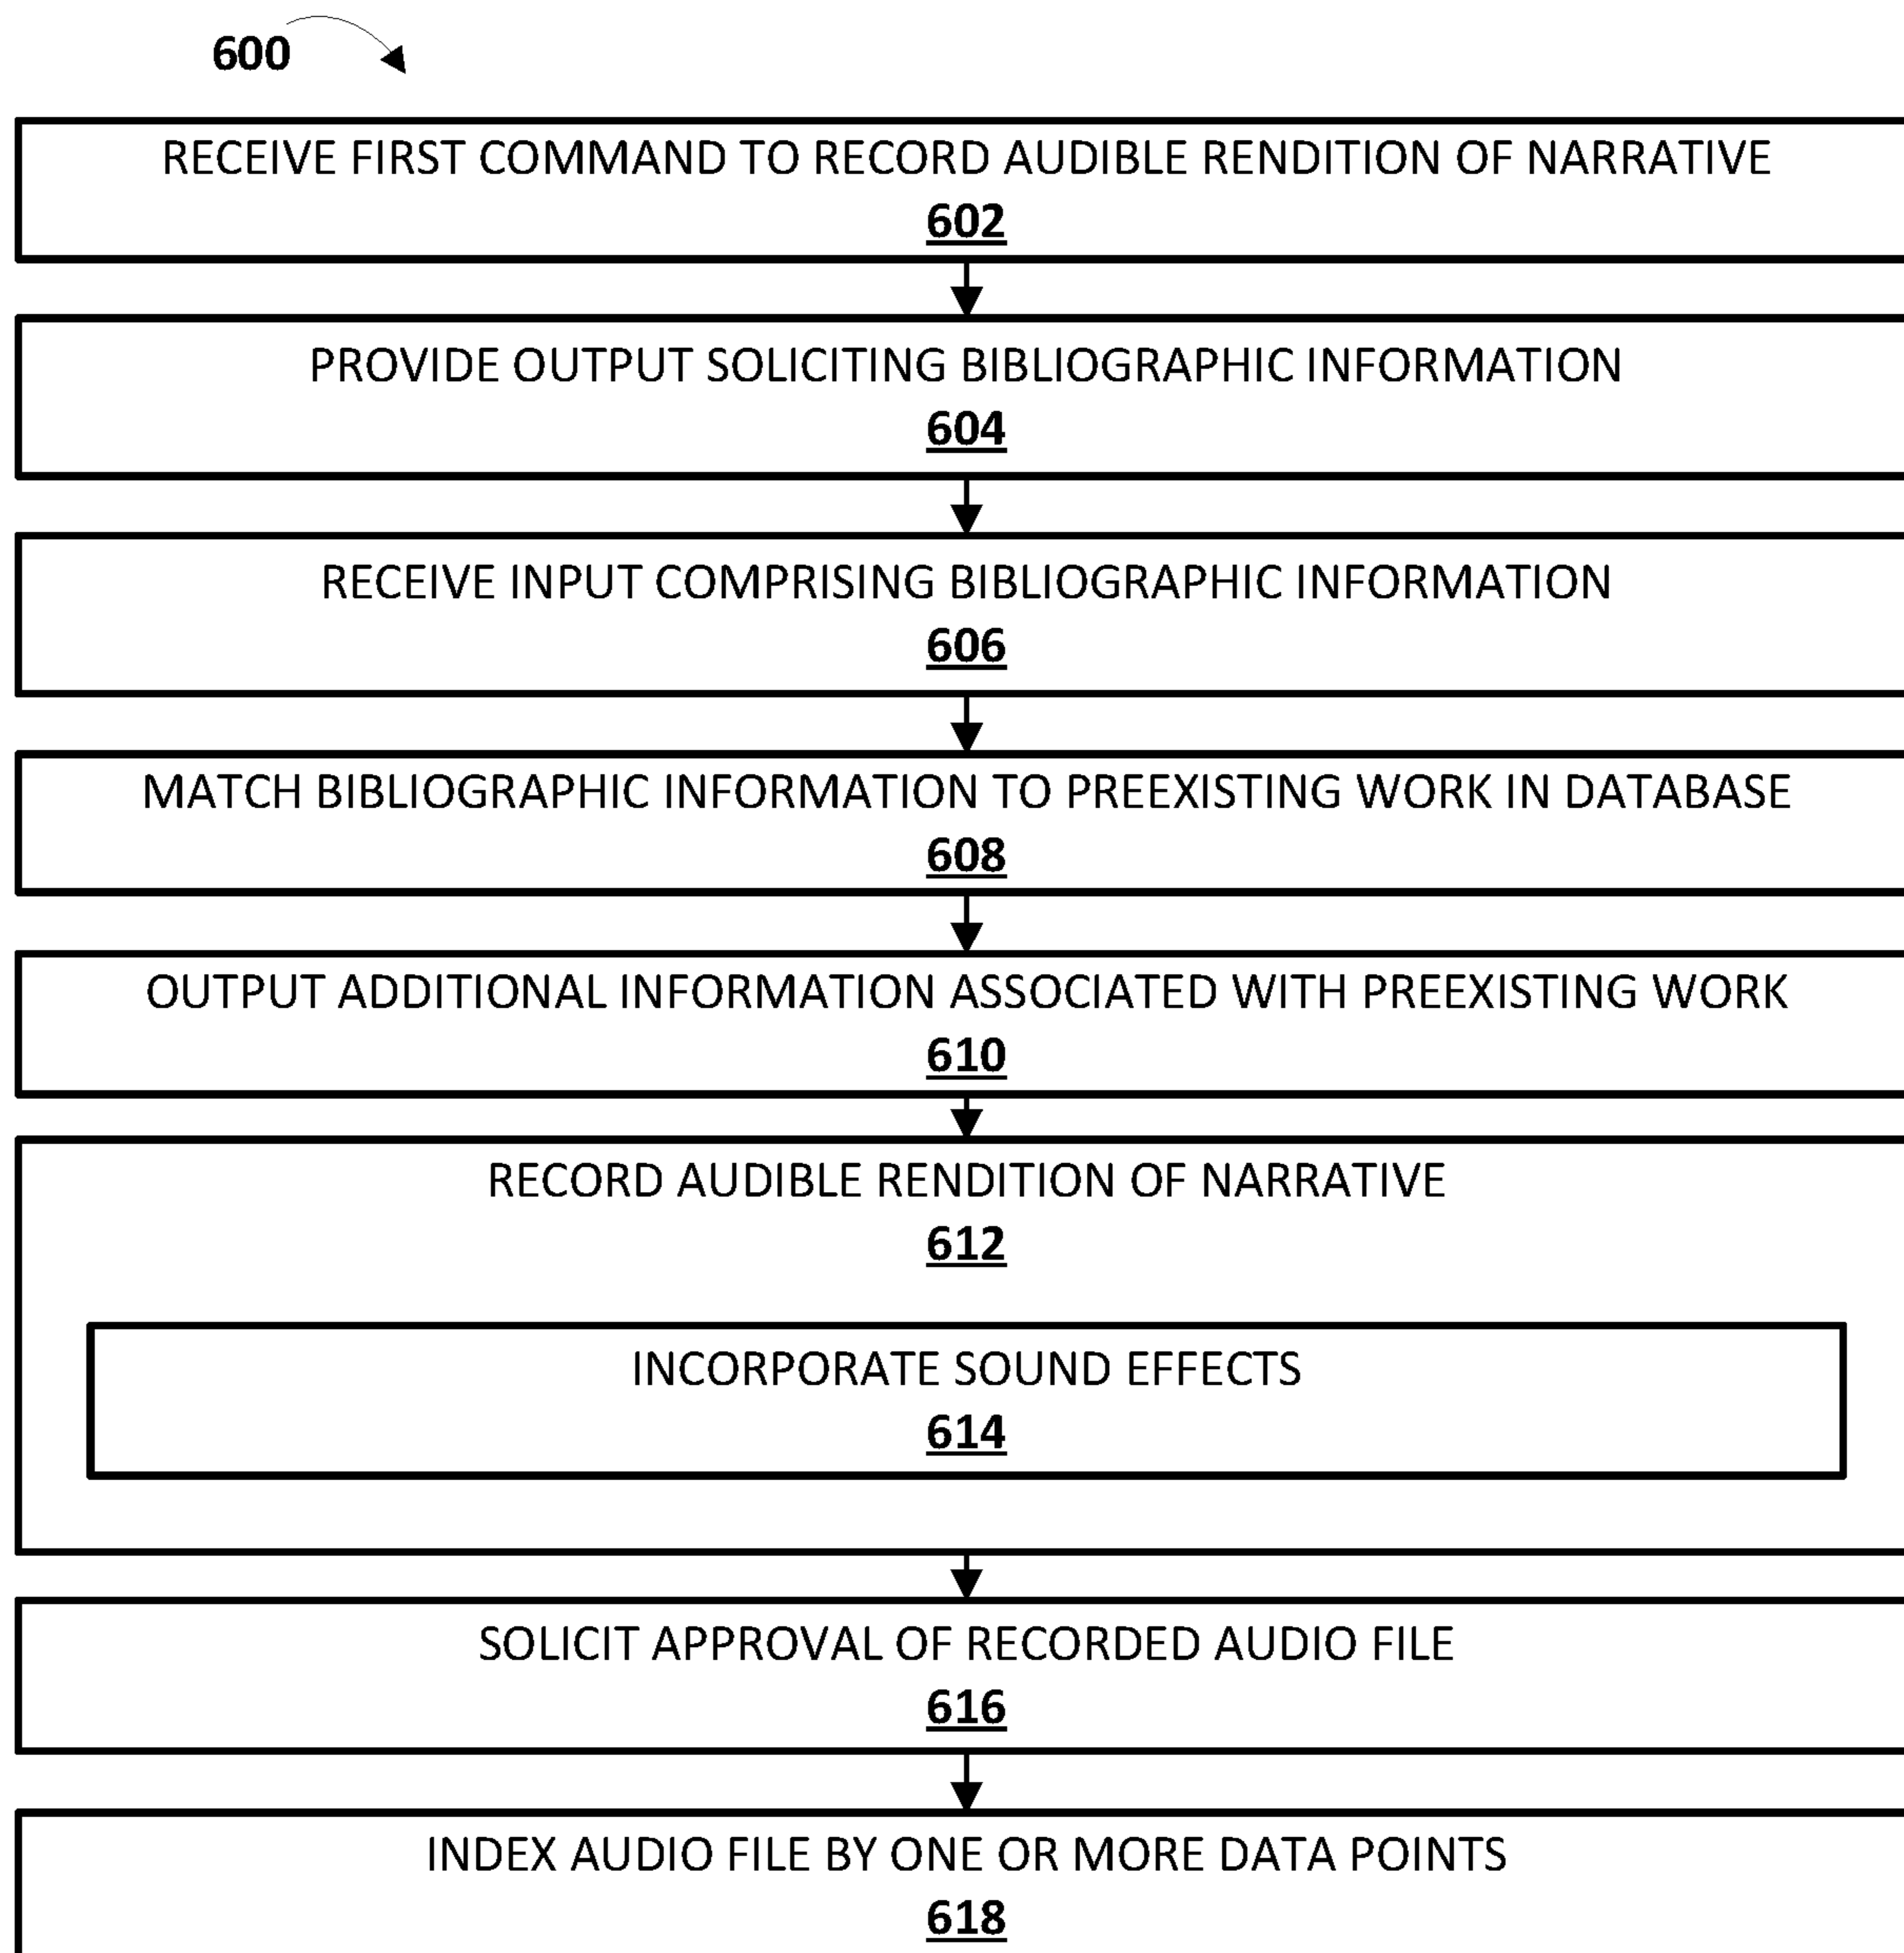 600
RECEIVE FIRST COMMAND TO RECORD AUDIBLE RENDITION OF NARRATIVE
602
PROVIDE OUTPUT SOLICITING BIBLIOGRAPHIC INFORMATION
604
RECEIVE INPUT COMPRISING BIBLIOGRAPHIC INFORMATION
606
MATCH BIBLIOGRAPHIC INFORMATION TO PREEXISTING WORK IN DATABASE
608
OUTPUT ADDITIONAL INFORMATION ASSOCIATED WITH PREEXISTING WORK
610
RECORD AUDIBLE RENDITION OF NARRATIVE
612
INCORPORATE SOUND EFFECTS
614
SOLICIT APPROVAL OF RECORDED AUDIO FILE
616
INDEX AUDIO FILE BY ONE OR MORE DATA POINTS
618